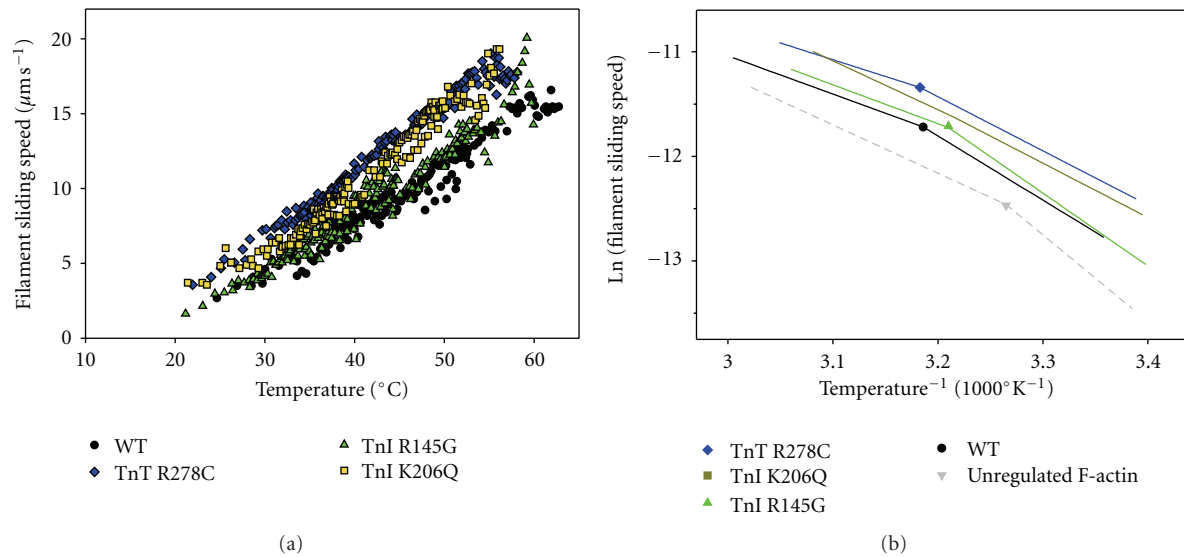 Filament sliding speed (μm s−1)
20
15
10
5
0
10
20
30
40
50
60
Temperature (°C)
WT
TnT R278C
TnI R145G
TnI K206Q
(a)
Ln (filament sliding speed)
−11
−12
−13
3
3.1
3.2
3.3
3.4
Temperature−1 (1000°K−1)
TnT R278C
TnI K206Q
TnI R145G
WT
Unregulated F-actin
(b)